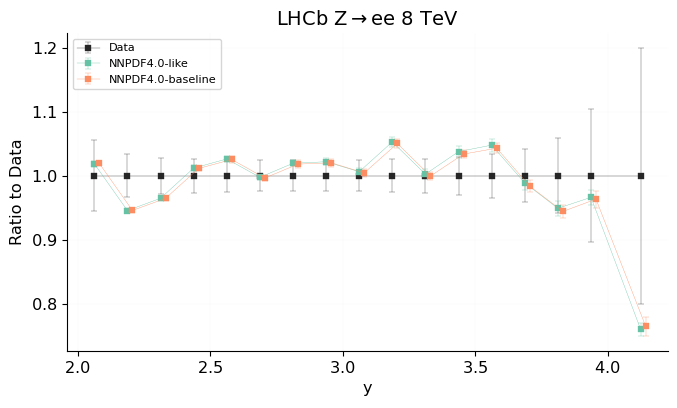 LHCb Z→ee 8 TeV
Data
NNPDF4.0-like
NNPDF4.0-baseline
Ratio to Data
1.2
1.1
1.0
0.9
0.8
2.0
2.5
3.0
3.5
4.0
y